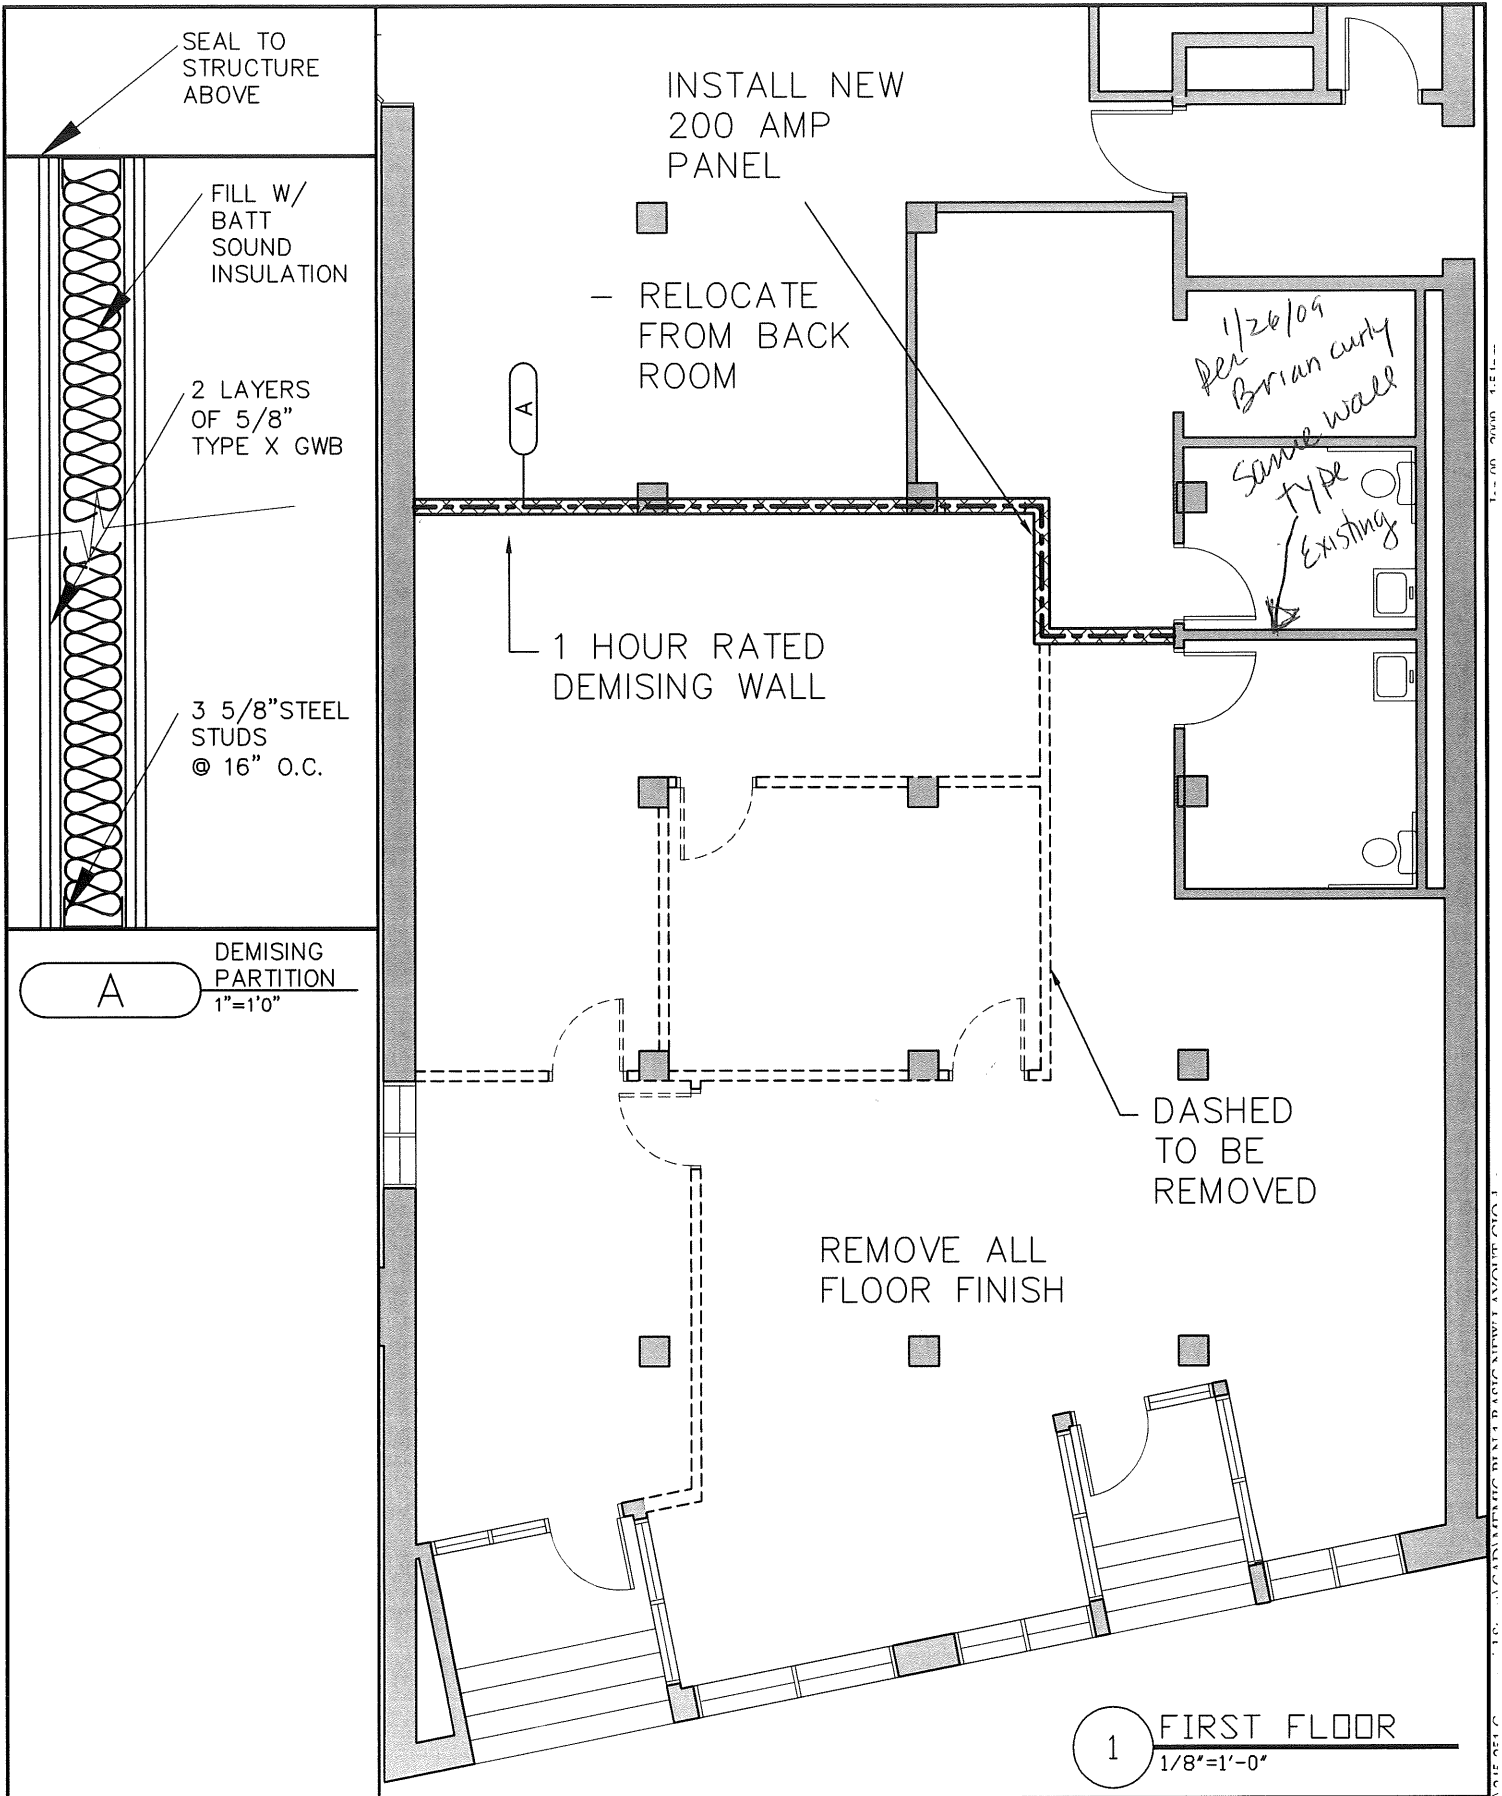 SEAL TO
STRUCTURE
ABOVE
FILL W/
BATT
SOUND
INSULATION
2 LAYERS
OF 5/8"
TYPE X GWB
3 5/8"STEEL
STUDS
@ 16" O.C.
A
DEMISING
PARTITION
1"=1'0"
INSTALL NEW
200 AMP
PANEL
- RELOCATE
FROM BACK
ROOM
A
1 HOUR RATED
DEMISING WALL
1/26/09
per
Brian curly
Same wall
type
Existing
DASHED
TO BE
REMOVED
REMOVE ALL
FLOOR FINISH
1
FIRST FLOOR
1/8"=1'-0"